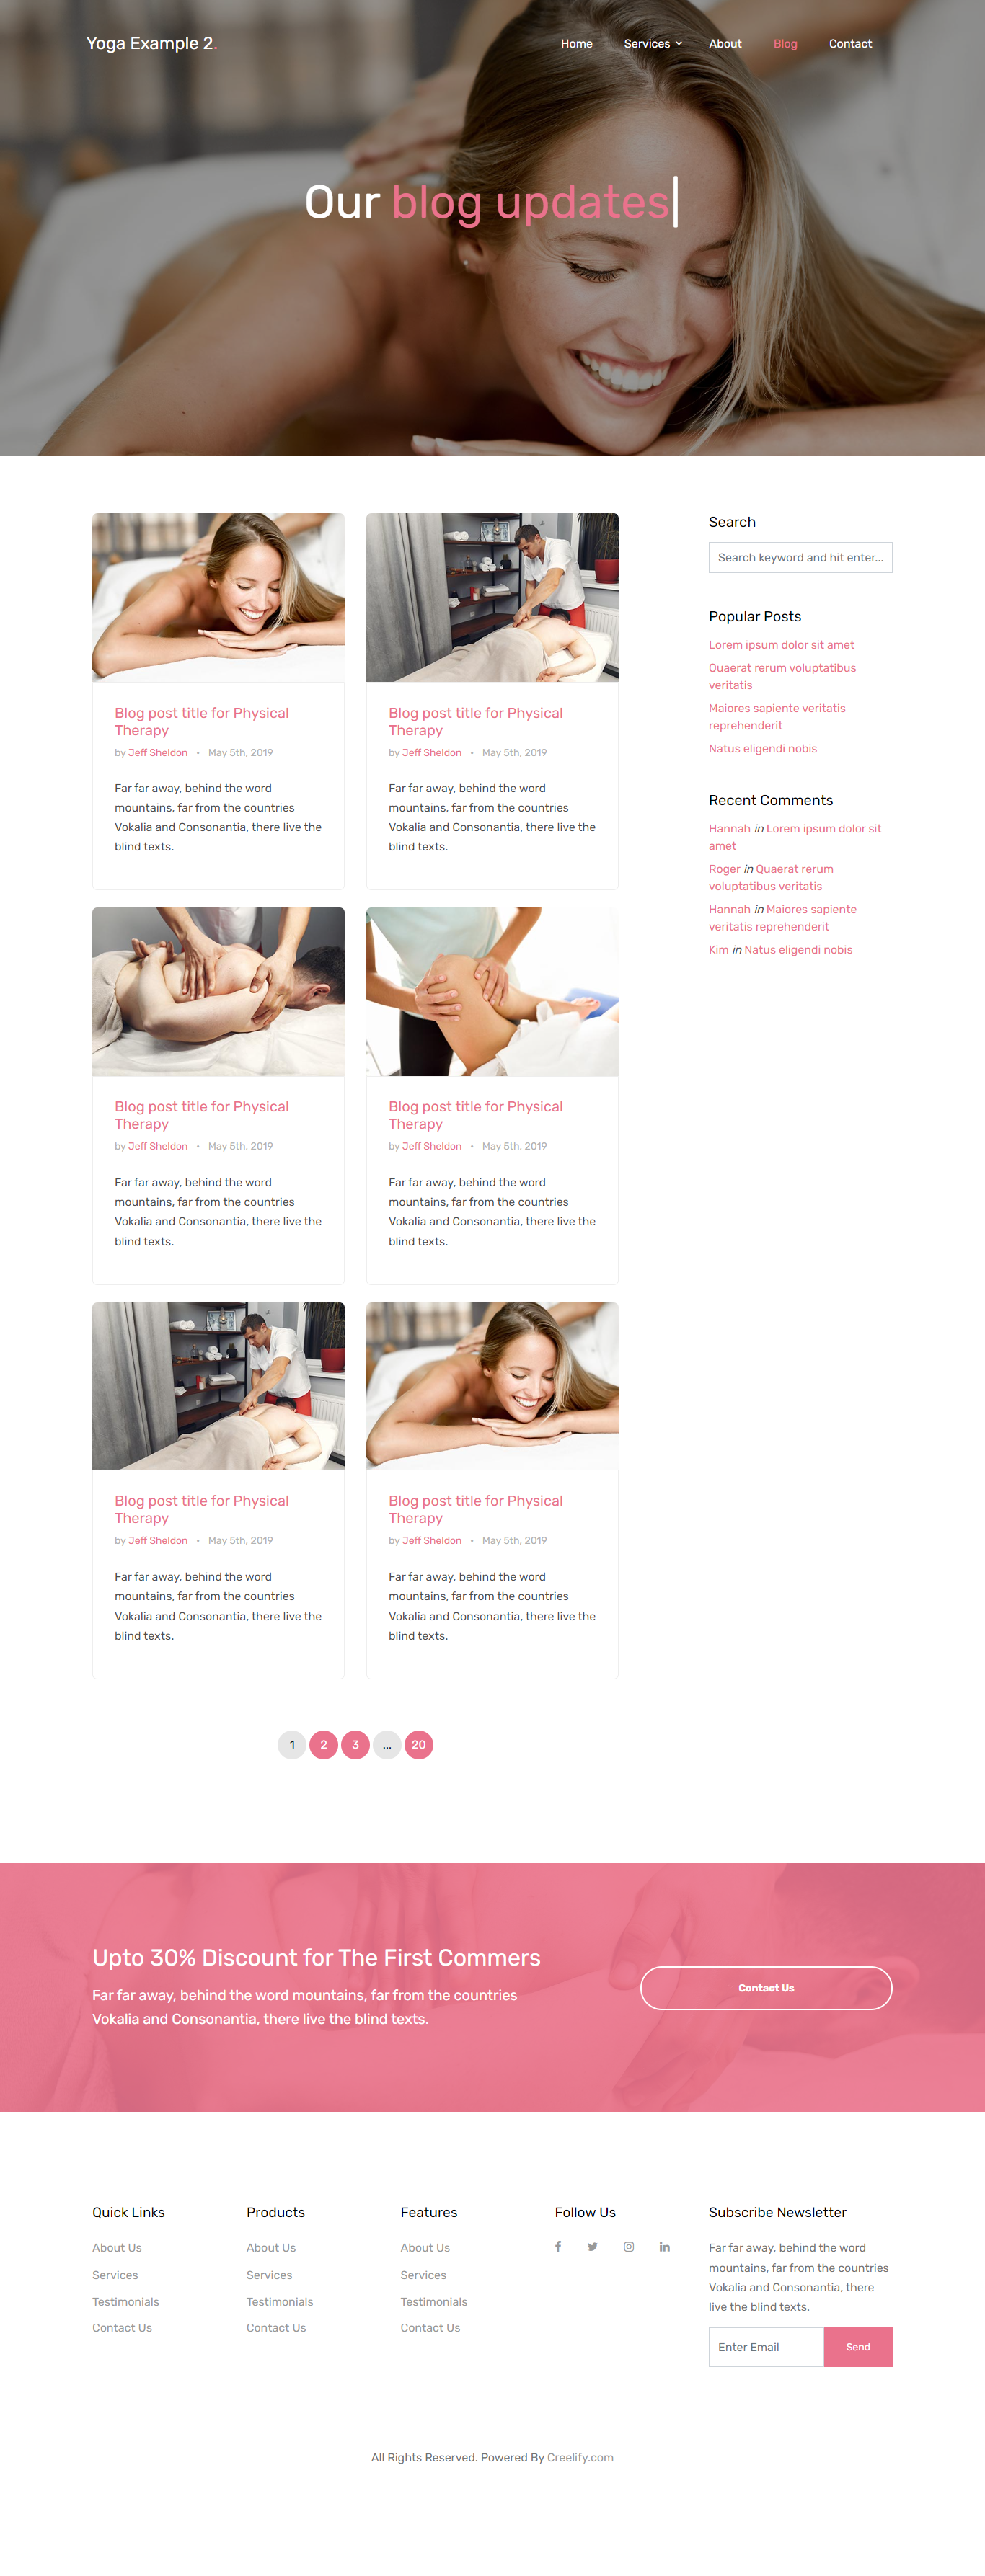 Yoga Example 2.
Home
Services
About
Blog
Contact
Our blog updates
Blog post title for Physical
Therapy
by Jeff Sheldon • May 5th, 2019
Far far away, behind the word
mountains, far from the countries
Vokalia and Consonantia, there live the
blind texts.
Blog post title for Physical
Therapy
by Jeff Sheldon • May 5th, 2019
Far far away, behind the word
mountains, far from the countries
Vokalia and Consonantia, there live the
blind texts.
Blog post title for Physical
Therapy
by Jeff Sheldon • May 5th, 2019
Far far away, behind the word
mountains, far from the countries
Vokalia and Consonantia, there live the
blind texts.
Blog post title for Physical
Therapy
by Jeff Sheldon • May 5th, 2019
Far far away, behind the word
mountains, far from the countries
Vokalia and Consonantia, there live the
blind texts.
Blog post title for Physical
Therapy
by Jeff Sheldon • May 5th, 2019
Far far away, behind the word
mountains, far from the countries
Vokalia and Consonantia, there live the
blind texts.
Blog post title for Physical
Therapy
by Jeff Sheldon • May 5th, 2019
Far far away, behind the word
mountains, far from the countries
Vokalia and Consonantia, there live the
blind texts.
1 2 3 ... 20
Search
Search keyword and hit enter...
Popular Posts
Lorem ipsum dolor sit amet
Quaerat rerum voluptatibus
veritatis
Maiores sapiente veritatis
reprehenderit
Natus eligendi nobis
Recent Comments
Hannah in Lorem ipsum dolor sit
amet
Roger in Quaerat rerum
voluptatibus veritatis
Hannah in Maiores sapiente
veritatis reprehenderit
Kim in Natus eligendi nobis
Upto 30% Discount for The First Commers
Far far away, behind the word mountains, far from the countries
Vokalia and Consonantia, there live the blind texts.
Contact Us
Quick Links
About Us
Services
Testimonials
Contact Us
Products
About Us
Services
Testimonials
Contact Us
Features
About Us
Services
Testimonials
Contact Us
Follow Us
Subscribe Newsletter
Far far away, behind the word
mountains, far from the countries
Vokalia and Consonantia, there
live the blind texts.
Enter Email
Send
All Rights Reserved. Powered By Creelify.com